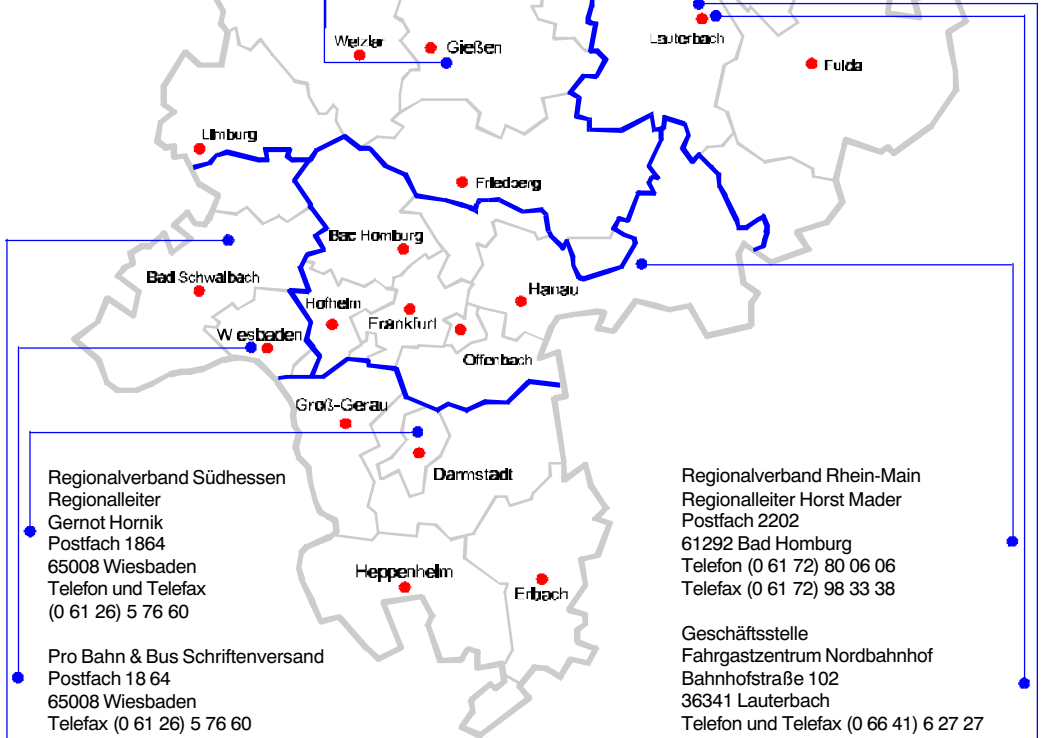 Wetzlar
Gießen
Lauterbach
Fulda
Limburg
Friedberg
Bad Homburg
Bad Schwalbach
Hanau
Hofheim
Frankfurt
Wiesbaden
Offenbach
Groß-Gerau
Darmstadt
Heppenheim
Erbach
Regionalverband Südhessen
Regionalleiter
Gernot Hornik
Postfach 1864
65008 Wiesbaden
Telefon und Telefax
(0 61 26) 5 76 60
Pro Bahn & Bus Schriftenversand
Postfach 18 64
65008 Wiesbaden
Telefax (0 61 26) 5 76 60
Regionalverband Rhein-Main
Regionalleiter Horst Mader
Postfach 2202
61292 Bad Homburg
Telefon (0 61 72) 80 06 06
Telefax (0 61 72) 98 33 38
Geschäftsstelle
Fahrgastzentrum Nordbahnhof
Bahnhofstraße 102
36341 Lauterbach
Telefon und Telefax (0 66 41) 6 27 27